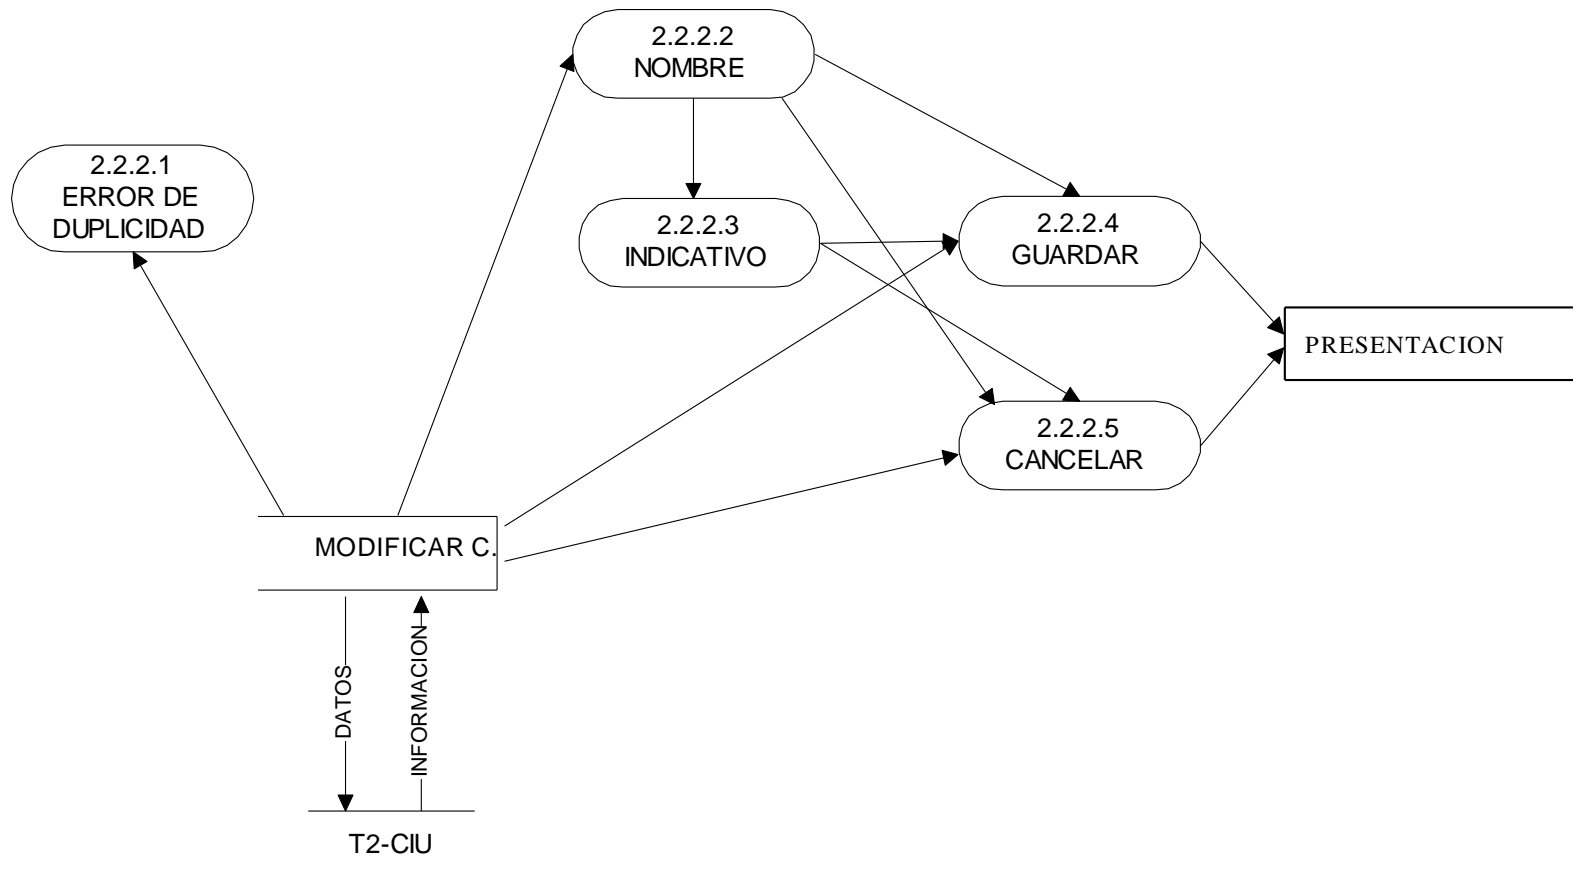 2.2.2.2
NOMBRE
2.2.2.1
ERROR DE
DUPLICIDAD
2.2.2.3
INDICATIVO
2.2.2.4
GUARDAR
PRESENTACION
2.2.2.5
CANCELAR
MODIFICAR C.
DATOS
INFORMACION
T2-CIU